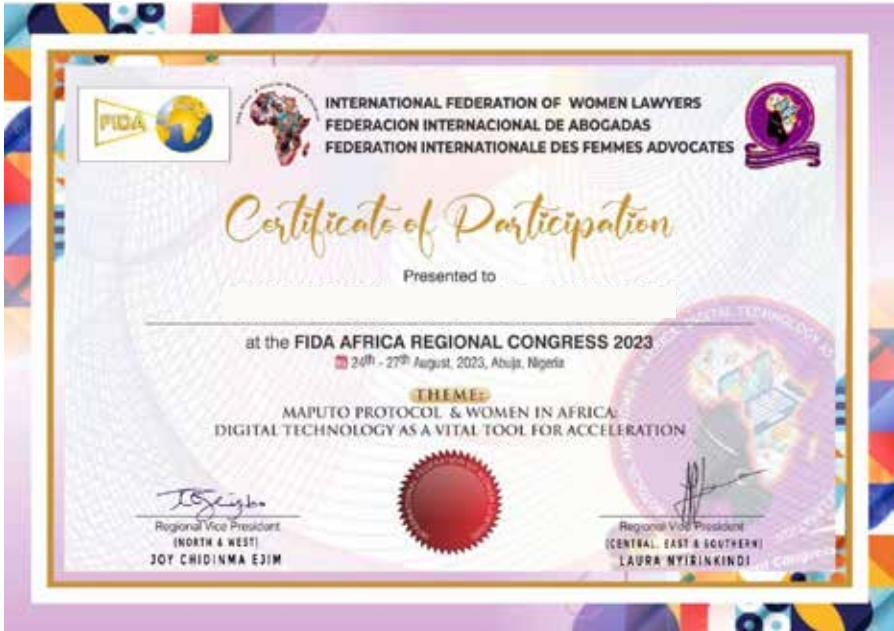 FIDA
INTERNATIONAL FEDERATION OF WOMEN LAWYERS
FEDERACION INTERNACIONAL DE ABOGADAS
FEDERATION INTERNATIONALE DES FEMMES ADVOCATES
Certificate of Participation
Presented to
at the FIDA AFRICA REGIONAL CONGRESS 2023
24th - 27th August, 2023, Abuja, Nigeria
THEME:
MAPUTO PROTOCOL & WOMEN IN AFRICA:
DIGITAL TECHNOLOGY AS A VITAL TOOL FOR ACCELERATION
Regional Vice President
(NORTH & WEST)
JOY CHIDINMA EJIM
Regional Vice President
(CENTRAL, EAST & SOUTHERN)
LAURA NYIRINKINDI